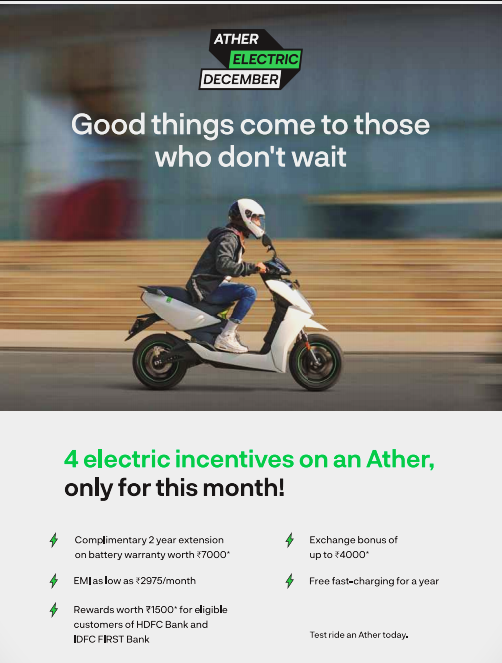 ATHER
ELECTRIC
DECEMBER
Good things come to those
who don't wait
4 electric incentives on an Ather,
only for this month!
Complimentary 2 year extension
on battery warranty worth ₹7000*
EMI as low as ₹2975/month
Rewards worth ₹1500* for eligible
customers of HDFC Bank and
IDFC FIRST Bank
Exchange bonus of
up to ₹4000*
Free fast-charging for a year
Test ride an Ather today.